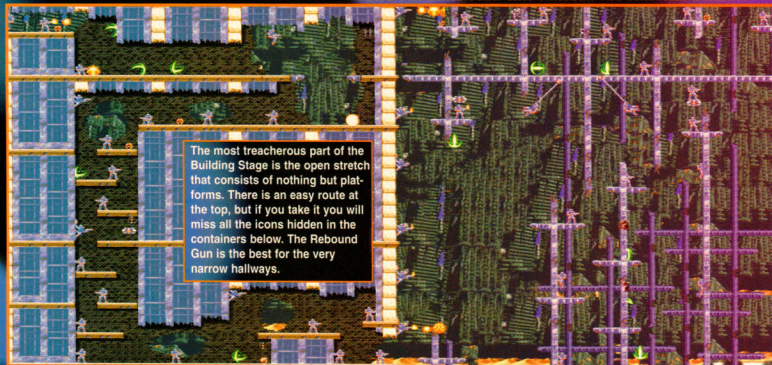 The most treacherous part of the
Building Stage is the open stretch
that consists of nothing but plat-
forms. There is an easy route at
the top, but if you take it you will
miss all the icons hidden in the
containers below. The Rebound
Gun is the best for the very
narrow hallways.